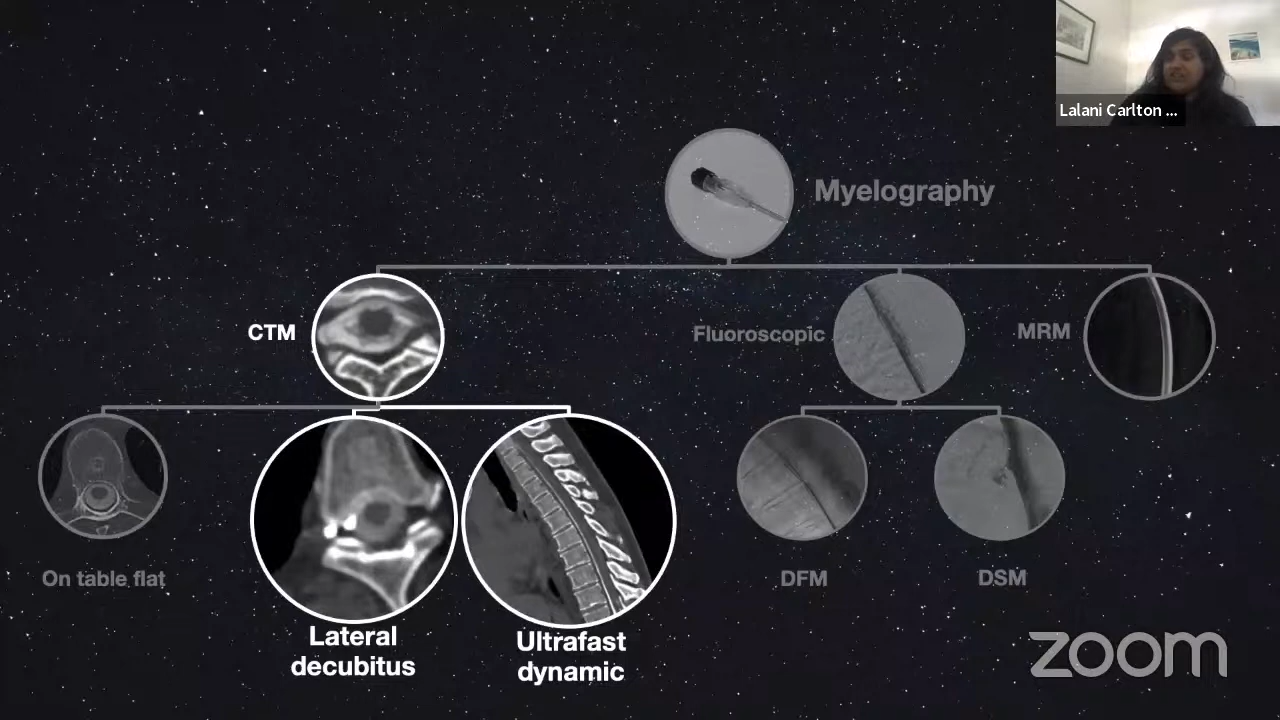 Lalani Carlton ...
Myelography
CTM
Fluoroscopic
MRM
On table flat
Lateral
decubitus
Ultrafast
dynamic
DFM
DSM
zoom